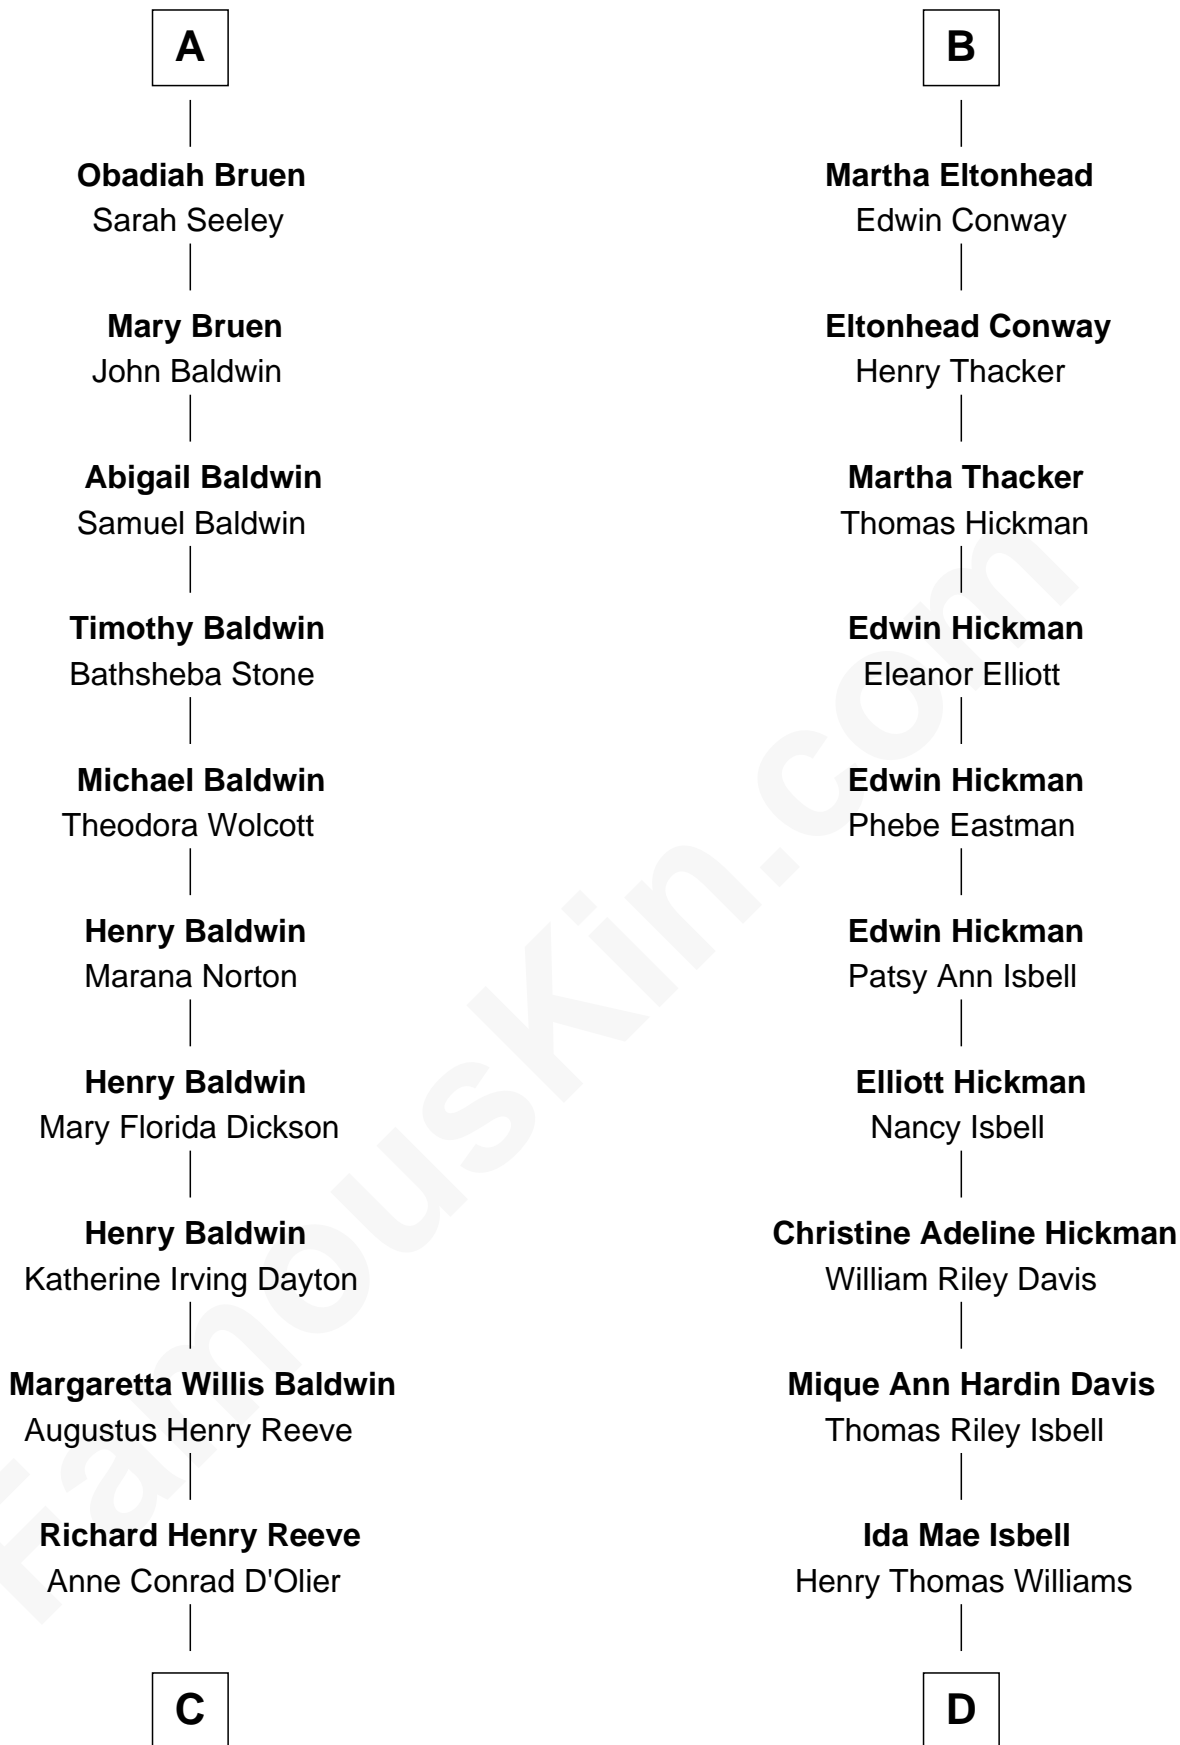 A
Obadiah Bruen
Sarah Seeley
Mary Bruen
John Baldwin
Abigail Baldwin
Samuel Baldwin
Timothy Baldwin
Bathsheba Stone
Michael Baldwin
Theodora Wolcott
Henry Baldwin
Marana Norton
Henry Baldwin
Mary Florida Dickson
Henry Baldwin
Katherine Irving Dayton
Margaretta Willis Baldwin
Augustus Henry Reeve
Richard Henry Reeve
Anne Conrad D'Olier
C
B
Martha Eltonhead
Edwin Conway
Eltonhead Conway
Henry Thacker
Martha Thacker
Thomas Hickman
Edwin Hickman
Eleanor Elliott
Edwin Hickman
Phebe Eastman
Edwin Hickman
Patsy Ann Isbell
Elliott Hickman
Nancy Isbell
Christine Adeline Hickman
William Riley Davis
Mique Ann Hardin Davis
Thomas Riley Isbell
Ida Mae Isbell
Henry Thomas Williams
D
FamousKin.com